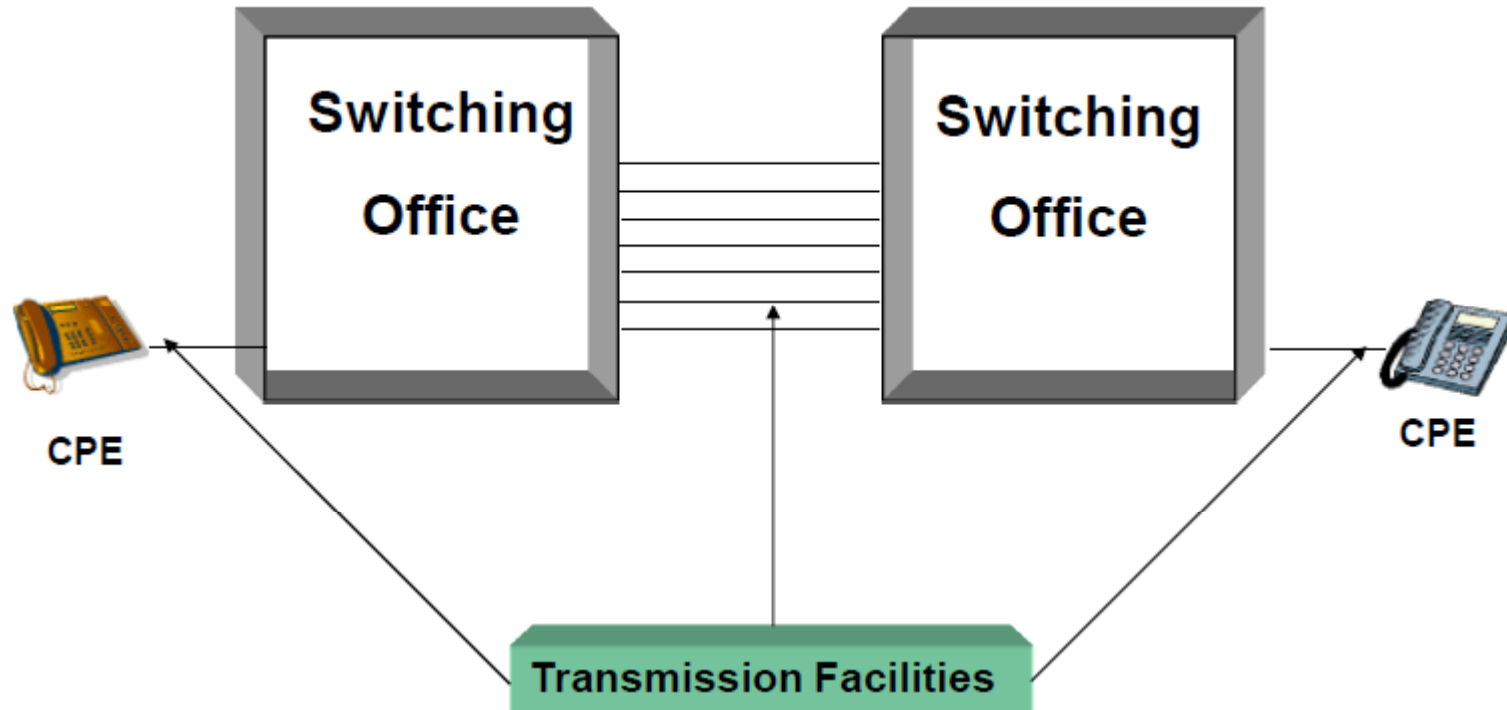 Switching
Office
Switching
Office
CPE
CPE
Transmission Facilities